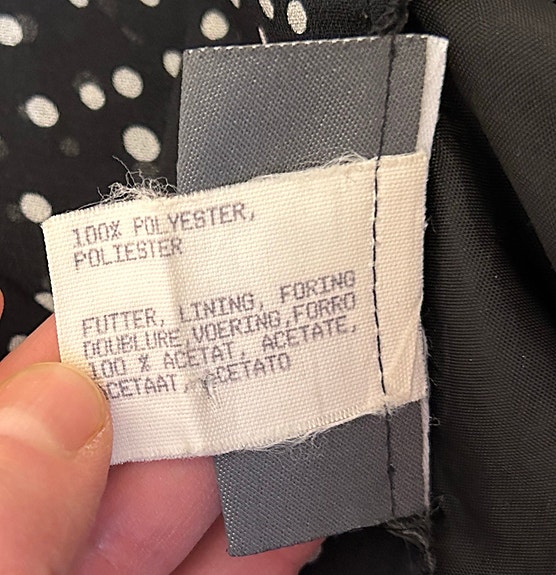 100% POLYESTER,
POLIESTER
FUTTER, LINING, FORING
DOUBLURE,VOERING,FORRO
100 % ACETAT, ACETATE,
ACETAAT, ACETATO